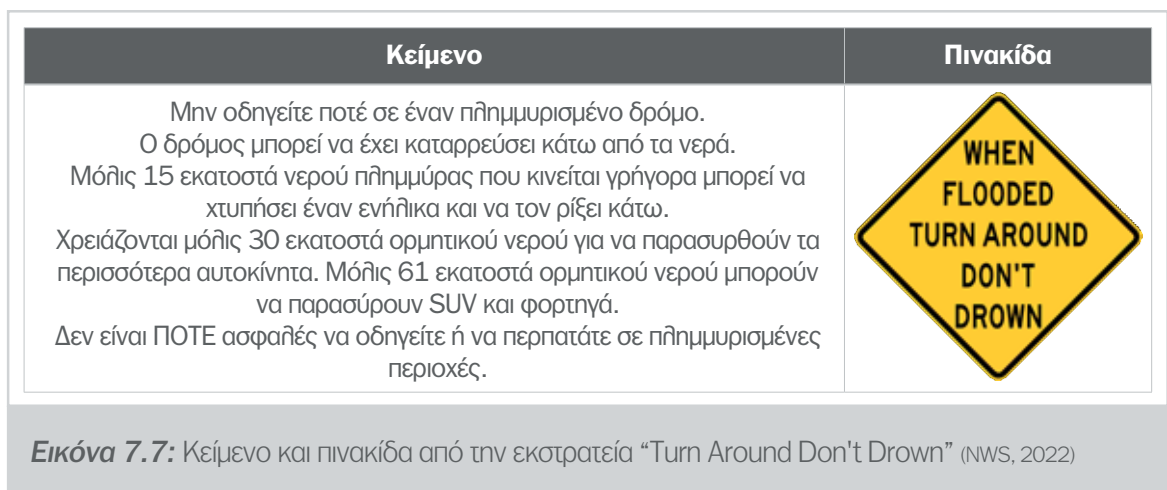 Κείμενο
Πινακίδα
Μην οδηγείτε ποτέ σε έναν πλημμυρισμένο δρόμο.
Ο δρόμος μπορεί να έχει καταρρεύσει κάτω από τα νερά.
Μόλις 15 εκατοστά νερού πλημμύρας που κινείται γρήγορα μπορεί να
χτυπήσει έναν ενήλικα και να τον ρίξει κάτω.
Χρειάζονται μόλις 30 εκατοστά ορμητικού νερού για να παρασυρθούν τα
περισσότερα αυτοκίνητα. Μόλις 61 εκατοστά ορμητικού νερού μπορούν
να παρασύρουν SUV και φορτηγά.
Δεν είναι ΠΟΤΕ ασφαλές να οδηγείτε ή να περπατάτε σε πλημμυρισμένες
περιοχές.
WHEN
FLOODED
TURN AROUND
DON'T
DROWN
Εικόνα 7.7: Κείμενο και πινακίδα από την εκστρατεία “Turn Around Don't Drown” (NWS, 2022)